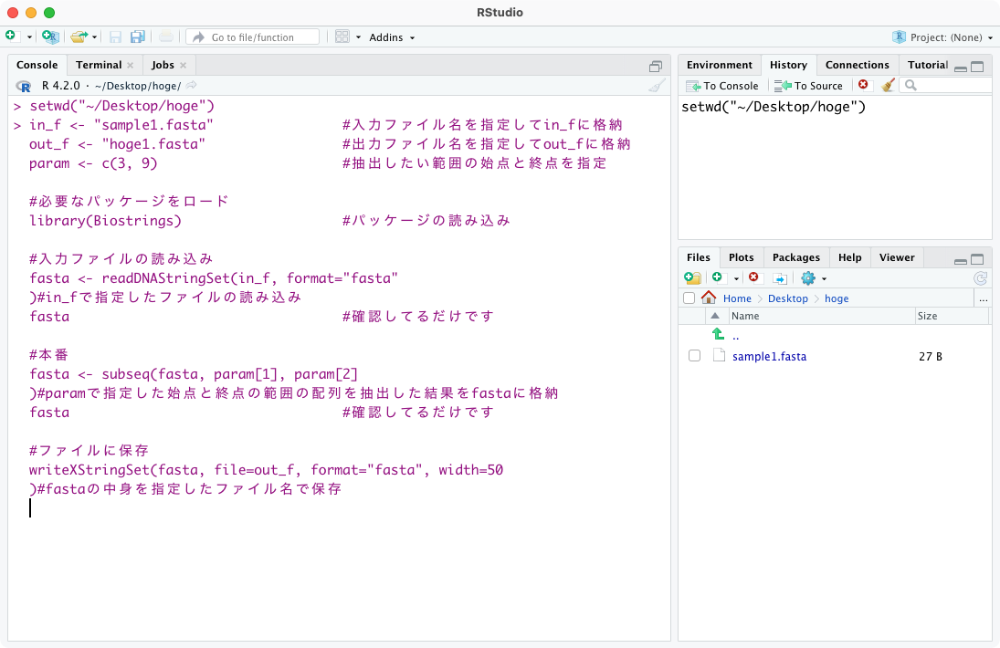 RStudio
Go to file/function
Addins
Project: (None)
Console
Terminal
Jobs
R 4.2.0 · ~/Desktop/hoge/
> setwd("~/Desktop/hoge")
> in_f <- "sample1.fasta" #入力ファイル名を指定してin_fに格納
out_f <- "hoge1.fasta" #出力ファイル名を指定してout_fに格納
param <- c(3, 9) #抽出したい範囲の始点と終点を指定
#必要なパッケージをロード
library(Biostrings) #パッケージの読み込み
#入力ファイルの読み込み
fasta <- readDNAStringSet(in_f, format="fasta"
)#in_fで指定したファイルの読み込み
fasta #確認してるだけです
#本番
fasta <- subseq(fasta, param[1], param[2]
)#paramで指定した始点と終点の範囲の配列を抽出した結果をfastaに格納
fasta #確認してるだけです
#ファイルに保存
writeXStringSet(fasta, file=out_f, format="fasta", width=50
)#fastaの中身を指定したファイル名で保存
Environment
History
Connections
Tutorial
To Console
To Source
setwd("~/Desktop/hoge")
Files
Plots
Packages
Help
Viewer
Home
Desktop
hoge
...
Name
Size
..
sample1.fasta
27 B